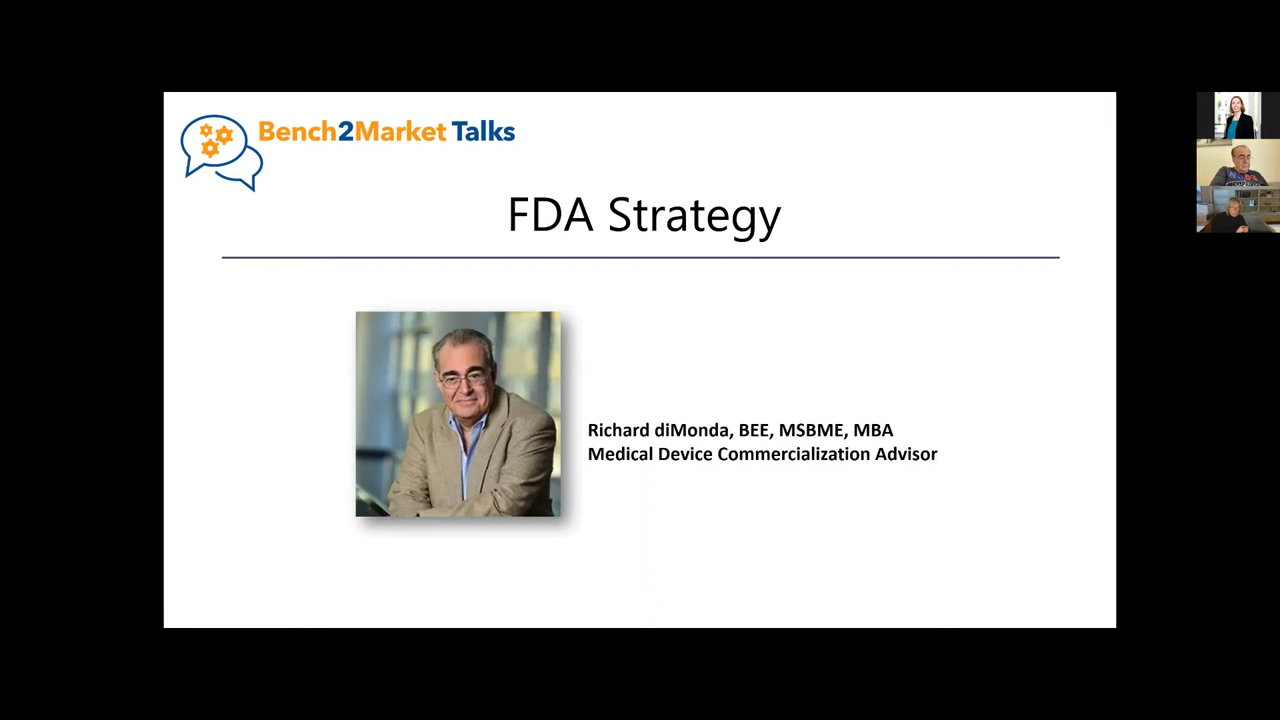 Bench2Market Talks
FDA Strategy
Richard diMonda, BEE, MSBME, MBA
Medical Device Commercialization Advisor